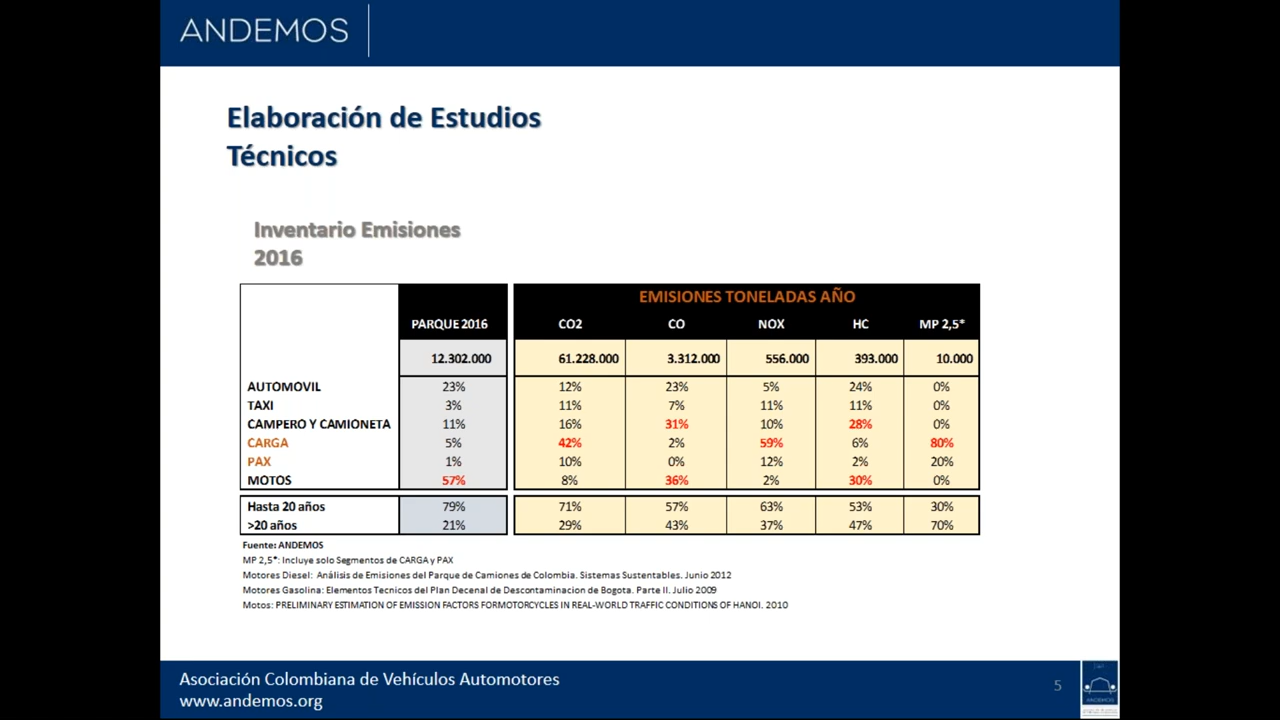 ANDEMOS
Elaboración de Estudios
Técnicos
Inventario Emisiones
2016
EMISIONES TONELADAS AÑO
PARQUE 2016 CO2 CO NOX HC MP 2,5*
12.302.000 61.228.000 3.312.000 556.000 393.000 10.000
AUTOMOVIL 23% 12% 23% 5% 24% 0%
TAXI 3% 11% 7% 11% 11% 0%
CAMPERO Y CAMIONETA 11% 16% 31% 10% 28% 0%
CARGA 5% 42% 2% 59% 6% 80%
PAX 1% 10% 0% 12% 2% 20%
MOTOS 57% 8% 36% 2% 30% 0%
Hasta 20 años 79% 71% 57% 63% 53% 30%
>20 años 21% 29% 43% 37% 47% 70%
Fuente: ANDEMOS
MP 2,5*: Incluye solo Segmentos de CARGA y PAX
Motores Diesel: Análisis de Emisiones del Parque de Camiones de Colombia. Sistemas Sustentables. Junio 2012
Motores Gasolina: Elementos Tecnicos del Plan Decenal de Descontaminacion de Bogota. Parte II. Julio 2009
Motos: PRELIMINARY ESTIMATION OF EMISSION FACTORS FORMOTORCYCLES IN REAL-WORLD TRAFFIC CONDITIONS OF HANOI. 2010
Asociación Colombiana de Vehículos Automotores
www.andemos.org
5